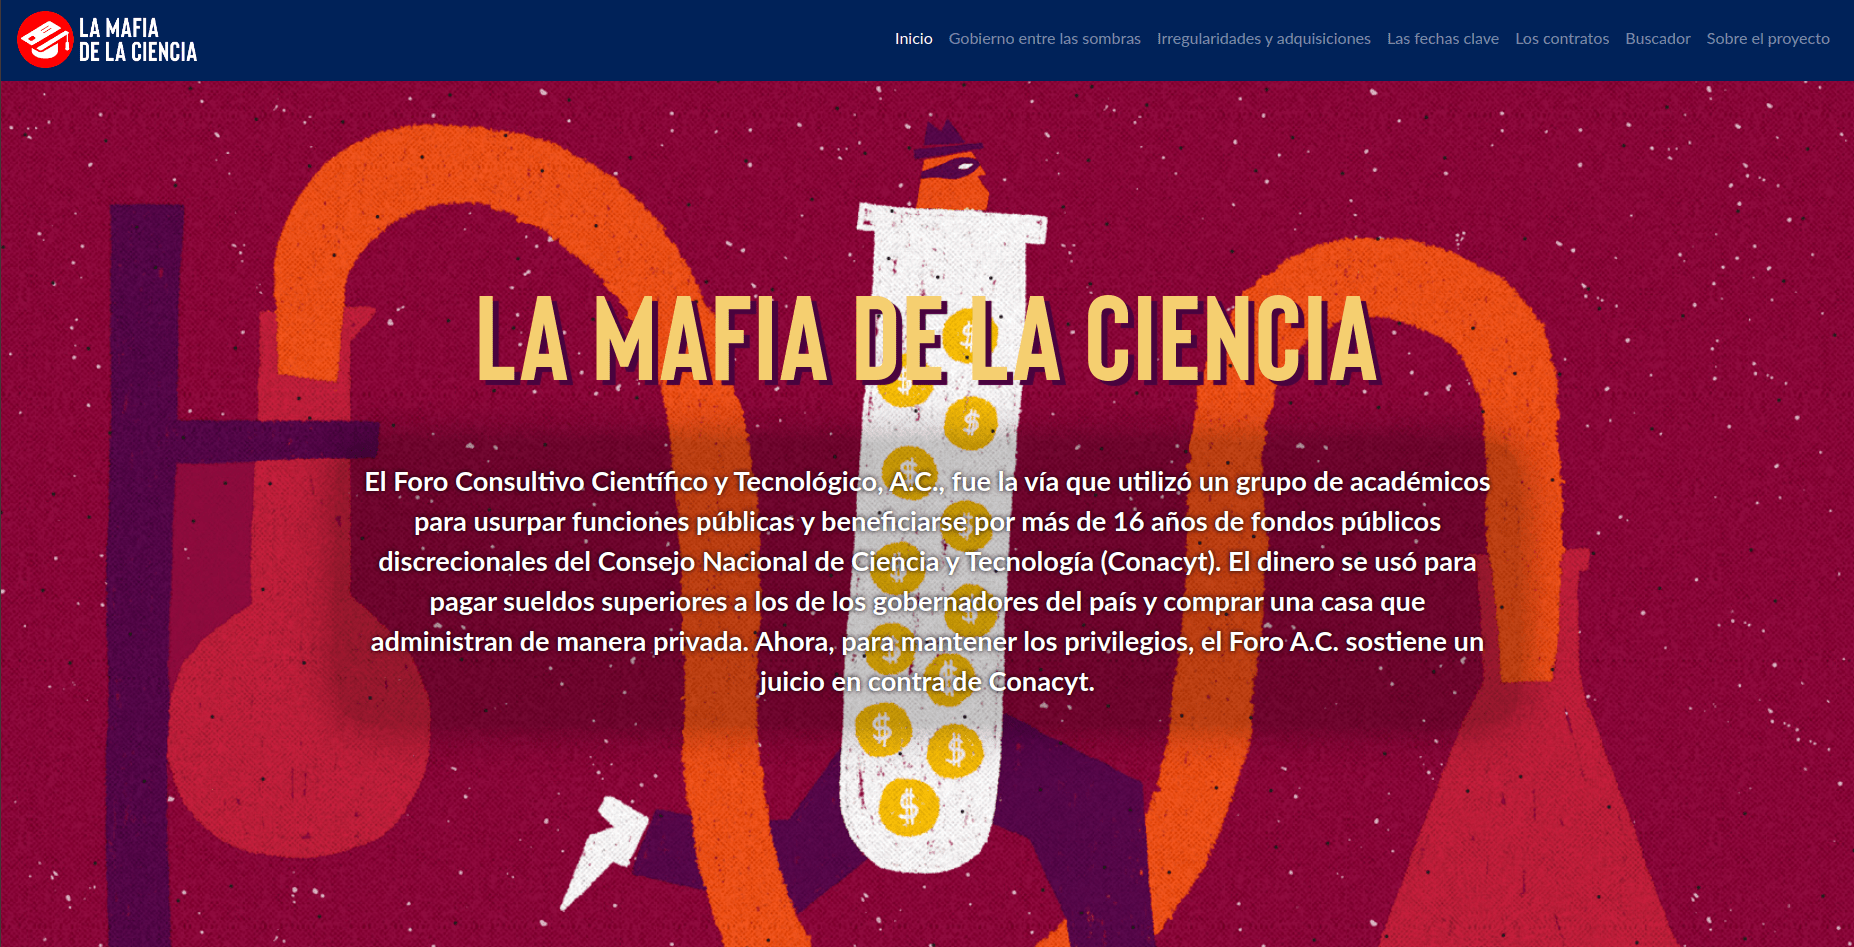 LA MAFIA
DE LA CIENCIA
Inicio Gobierno entre las sombras Irregularidades y adquisiciones Las fechas clave Los contratos Buscador Sobre el proyecto
LA MAFIA DE LA CIENCIA
El Foro Consultivo Científico y Tecnológico, A.C., fue la vía que utilizó un grupo de académicos
para usurpar funciones públicas y beneficiarse por más de 16 años de fondos públicos
discrecionales del Consejo Nacional de Ciencia y Tecnología (Conacyt). El dinero se usó para
pagar sueldos superiores a los de los gobernadores del país y comprar una casa que
administran de manera privada. Ahora, para mantener los privilegios, el Foro A.C. sostiene un
juicio en contra de Conacyt.